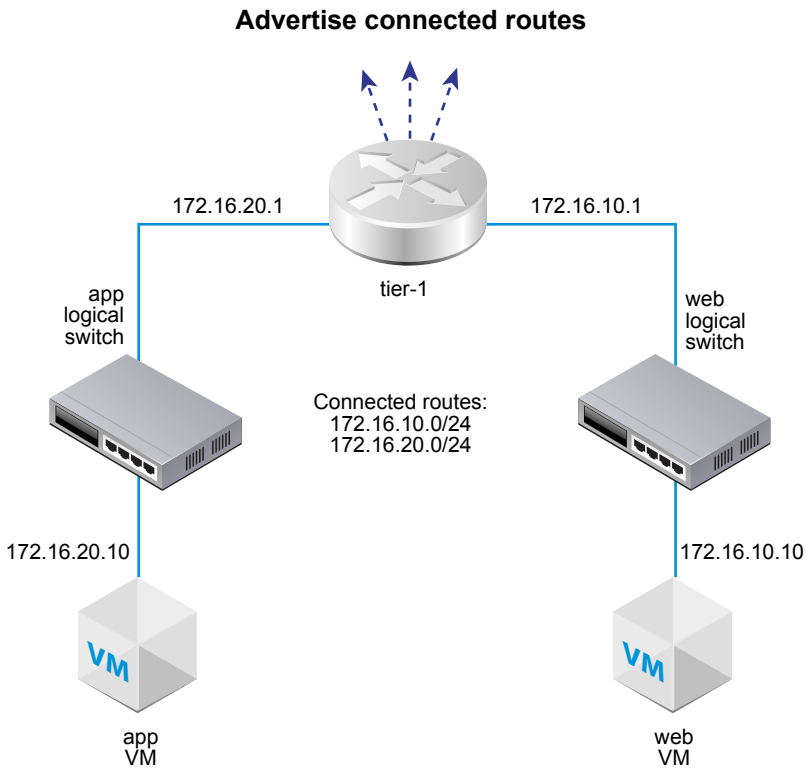 Advertise connected routes
172.16.20.1
172.16.10.1
tier-1
app
logical
switch
web
logical
switch
Connected routes:
172.16.10.0/24
172.16.20.0/24
172.16.20.10
172.16.10.10
VM
VM
app
VM
web
VM